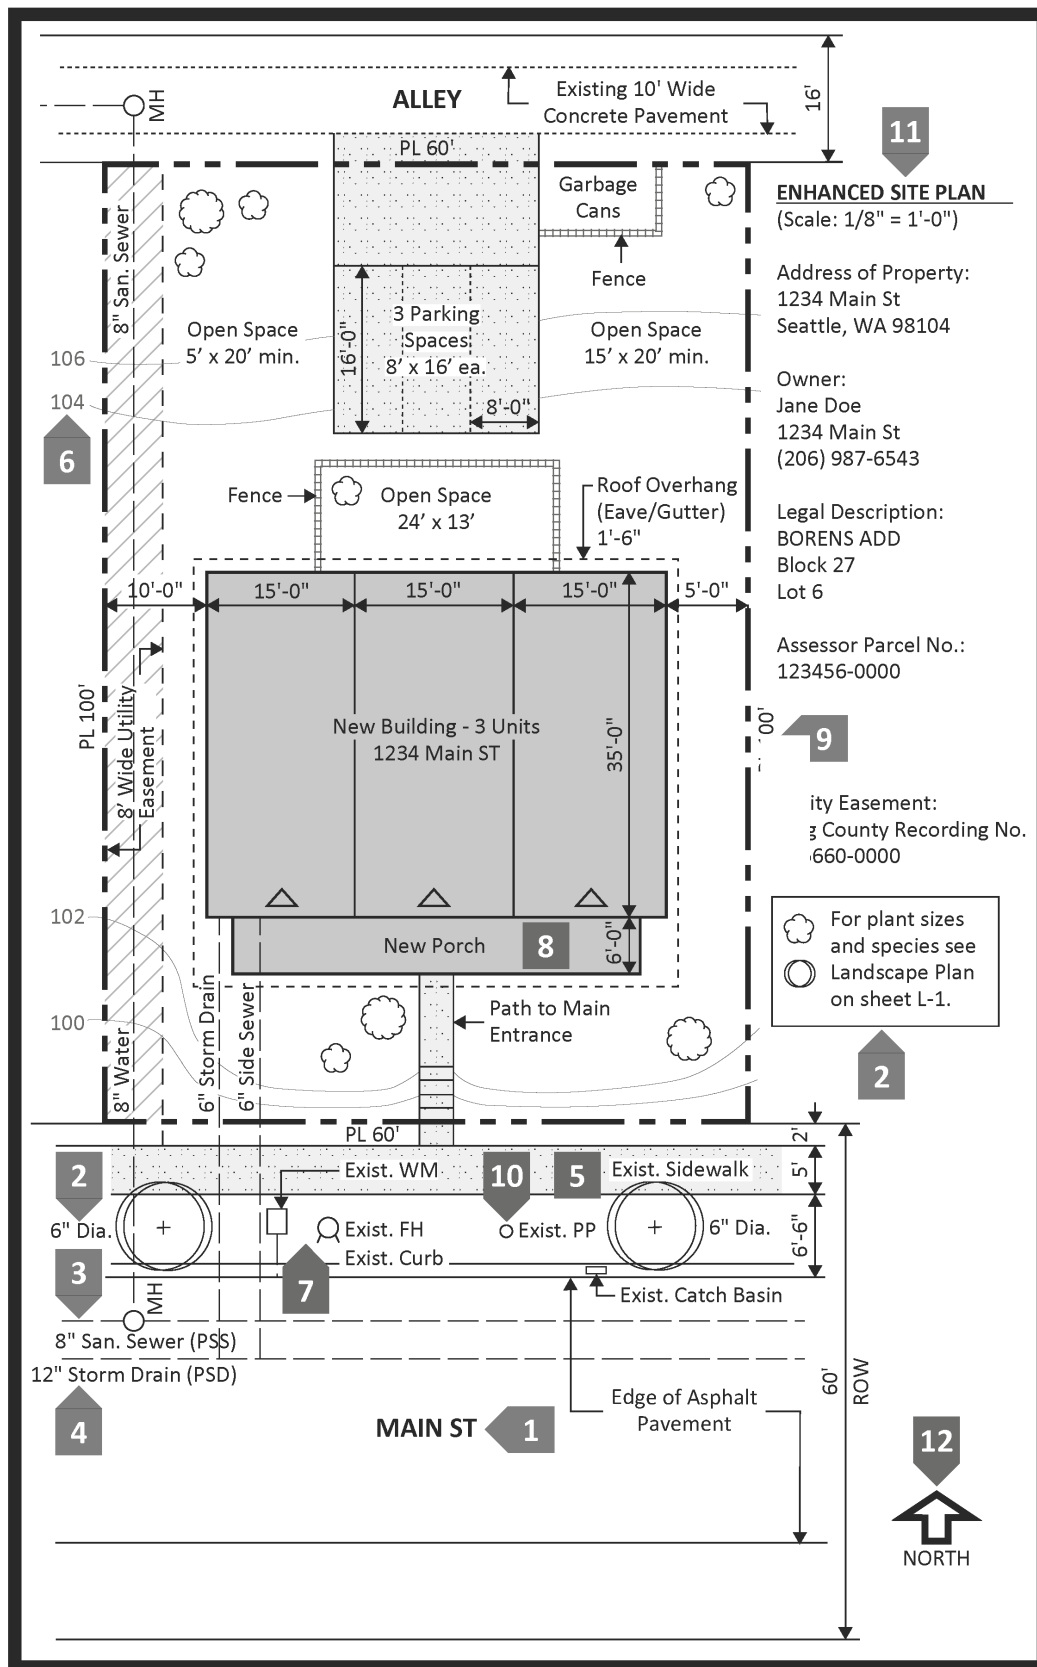 ALLEY
Existing 10' Wide
Concrete Pavement
16'
MH
PL 60'
11
ENHANCED SITE PLAN
(Scale: 1/8" = 1'-0")
Garbage
Cans
Fence
8" San. Sewer
Address of Property:
1234 Main St
Seattle, WA 98104
Open Space
5' x 20' min.
16'-0"
3 Parking
Spaces
8' x 16' ea.
8'-0"
Open Space
15' x 20' min.
106
104
6
Owner:
Jane Doe
1234 Main St
(206) 987-6543
Fence
Open Space
24' x 13'
Roof Overhang
(Eave/Gutter)
1'-6"
Legal Description:
BORENS ADD
Block 27
Lot 6
10'-0"
15'-0"
15'-0"
15'-0"
5'-0"
Assessor Parcel No.:
123456-0000
PL 100'
8' Wide Utility
Easement
New Building - 3 Units
1234 Main ST
35'-0"
00'
9
ity Easement:
County Recording No.
660-0000
102
New Porch
8
6'-0"
For plant sizes
and species see
Landscape Plan
on sheet L-1.
2
100
8" Water
6" Storm Drain
6" Side Sewer
Path to Main
Entrance
PL 60'
2'
2
Exist. WM
10
5
Exist. Sidewalk
5'
6" Dia.
Exist. FH
Exist. PP
6" Dia.
6'-6"
Exist. Curb
3
7
MH
Exist. Catch Basin
8" San. Sewer (PSS)
12" Storm Drain (PSD)
4
MAIN ST
1
Edge of Asphalt
Pavement
60'
ROW
12
NORTH